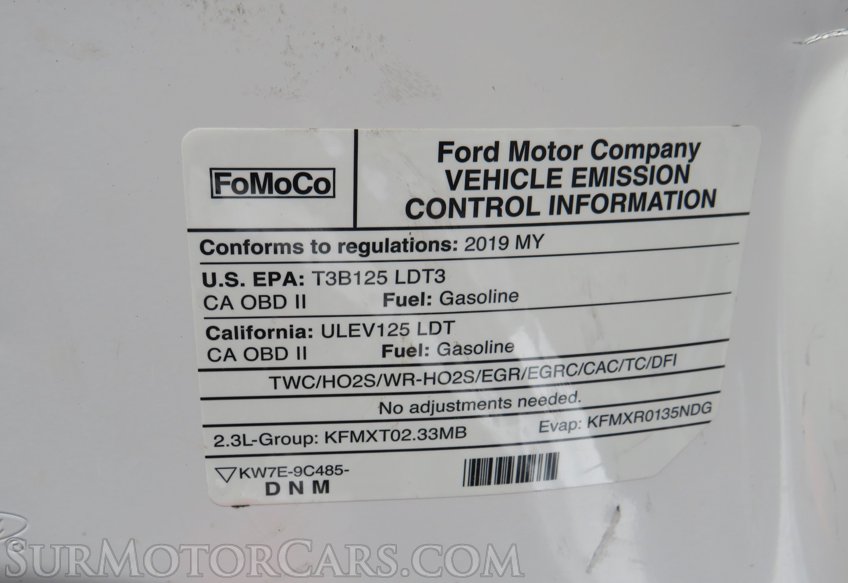 FoMoCo
Ford Motor Company
VEHICLE EMISSION
CONTROL INFORMATION
Conforms to regulations: 2019 MY
U.S. EPA: T3B125 LDT3
CA OBD II Fuel: Gasoline
California: ULEV125 LDT
CA OBD II Fuel: Gasoline
TWC/HO2S/WR-HO2S/EGR/EGRC/CAC/TC/DFI
No adjustments needed.
2.3L-Group: KFMXT02.33MB Evap: KFMXR0135NDG
KW7E-9C485-
DNM
SURMOTORCARS.COM